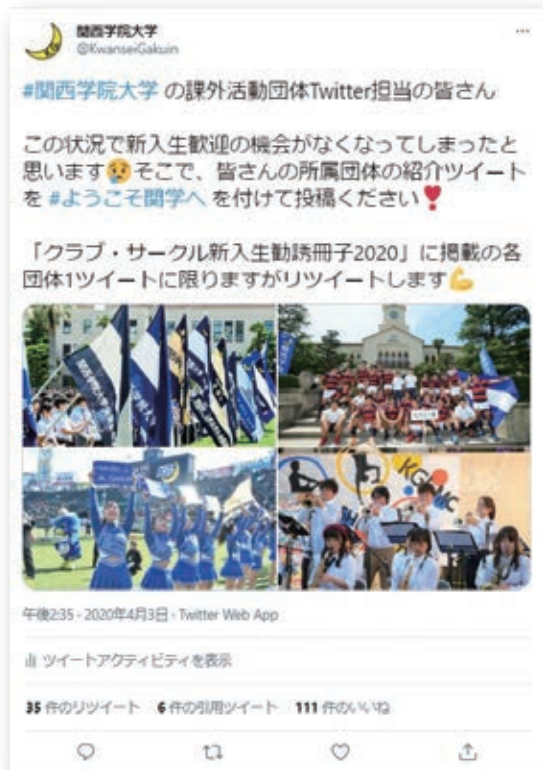 関西学院大学
@KwanseiGakuin
#関西学院大学 の課外活動団体Twitter担当の皆さん
この状況で新入生歓迎の機会がなくなってしまったと
思います😢そこで、皆さんの所属団体の紹介ツイート
を #ようこそ関学へ を付けて投稿ください❣
「クラブ・サークル新入生勧誘冊子2020」に掲載の各
団体1ツイートに限りますがリツイートします💪
KG
午後2:35 · 2020年4月3日 · Twitter Web App
ツイートアクティビティを表示
35 件のリツイート 6 件の引用ツイート 111 件のいいね